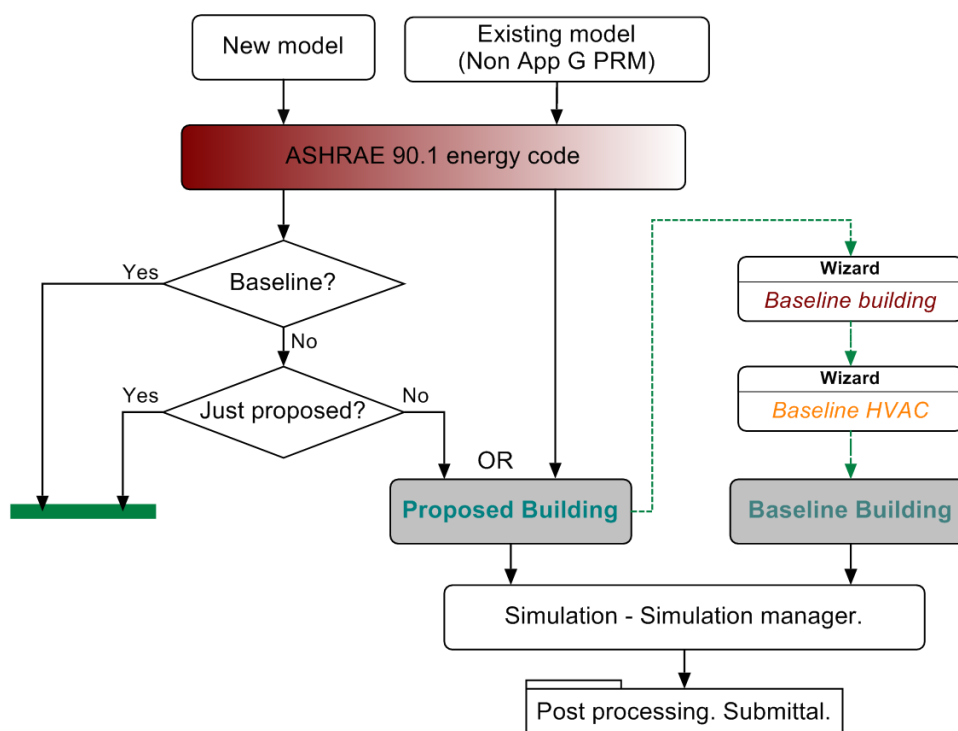 New model
Existing model
(Non App G PRM)
ASHRAE 90.1 energy code
Yes
Baseline?
No
Yes
Just proposed?
No
OR
Wizard
Baseline building
Wizard
Baseline HVAC
Proposed Building
Baseline Building
Simulation - Simulation manager.
Post processing. Submittal.